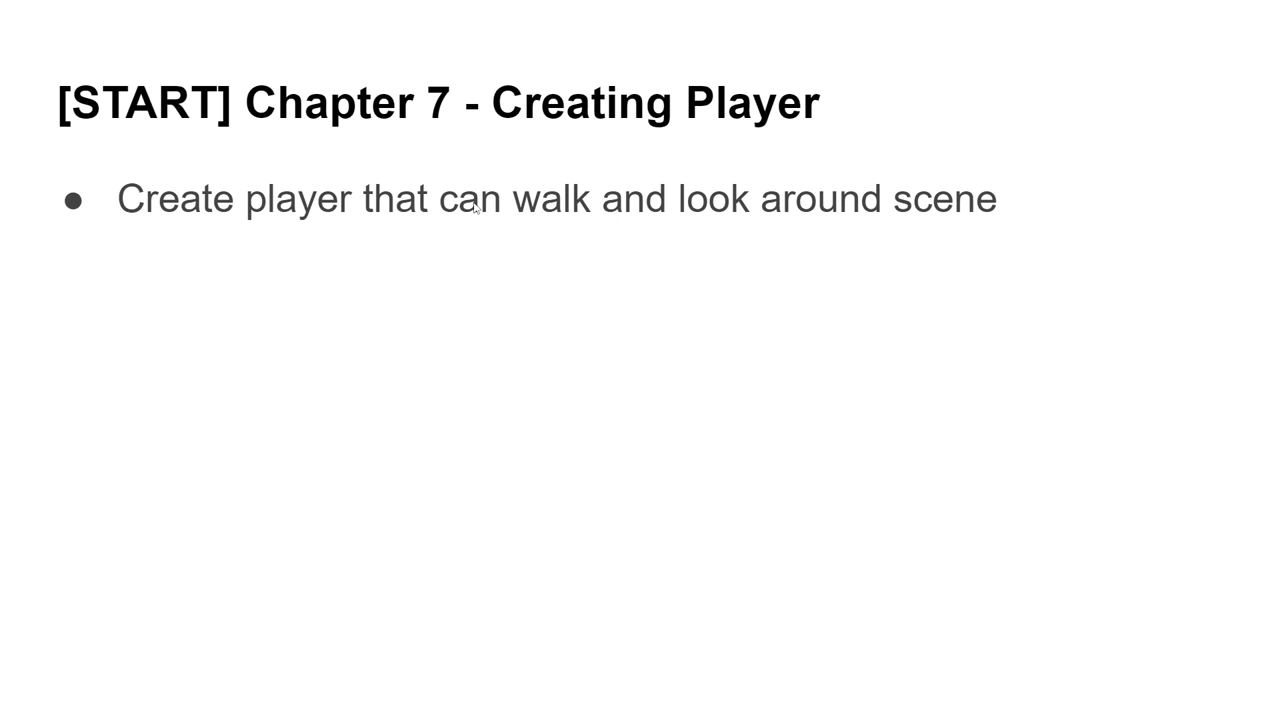 [START] Chapter 7 - Creating Player
● Create player that can walk and look around scene